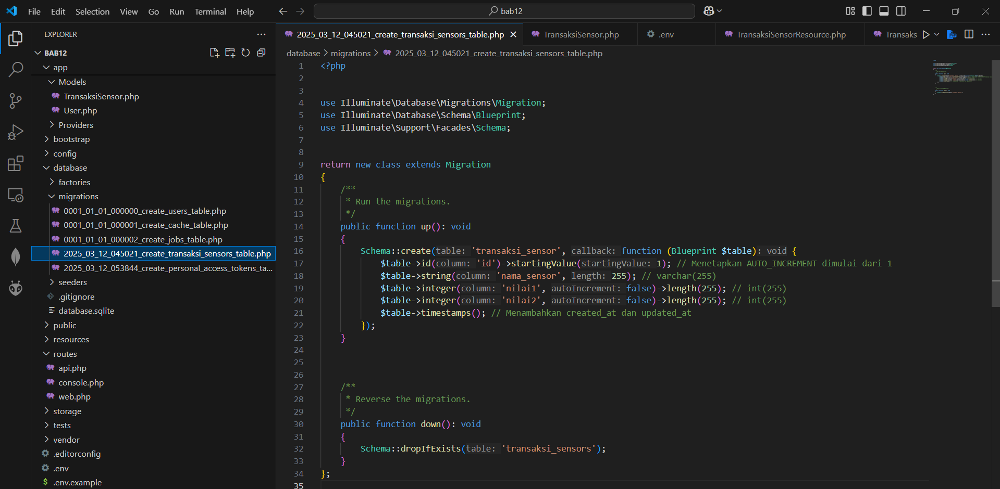 File Edit Selection View Go Run Terminal Help
bab12
EXPLORER
BAB12
app
Models
TransaksiSensor.php
User.php
Providers
bootstrap
config
database
factories
migrations
0001_01_01_000000_create_users_table.php
0001_01_01_000001_create_cache_table.php
0001_01_01_000002_create_jobs_table.php
2025_03_12_045021_create_transaksi_sensors_table.php
2025_03_12_053844_create_personal_access_tokens_ta...
seeders
.gitignore
database.sqlite
public
resources
routes
api.php
console.php
web.php
storage
tests
vendor
.editorconfig
.env
$ .env.example
2025_03_12_045021_create_transaksi_sensors_table.php TransaksiSensor.php .env TransaksiSensorResource.php Transaks
database > migrations > 2025_03_12_045021_create_transaksi_sensors_table.php
1 <?php
2
3
4 use Illuminate\Database\Migrations\Migration;
5 use Illuminate\Database\Schema\Blueprint;
6 use Illuminate\Support\Facades\Schema;
7
8
9 return new class extends Migration
10 {
11 /**
12 * Run the migrations.
13 */
14 public function up(): void
15 {
16 Schema::create(table: 'transaksi_sensor', callback: function (Blueprint $table): void {
17 $table->id(column: 'id')->startingValue(startingValue: 1); // Menetapkan AUTO_INCREMENT dimulai dari 1
18 $table->string(column: 'nama_sensor', length: 255); // varchar(255)
19 $table->integer(column: 'nilai1', autoIncrement: false)->length(255); // int(255)
20 $table->integer(column: 'nilai2', autoIncrement: false)->length(255); // int(255)
21 $table->timestamps(); // Menambahkan created_at dan updated_at
22 });
23 }
24
25
26
27 /**
28 * Reverse the migrations.
29 */
30 public function down(): void
31 {
32 Schema::dropIfExists(table: 'transaksi_sensors');
33 }
34 };
35